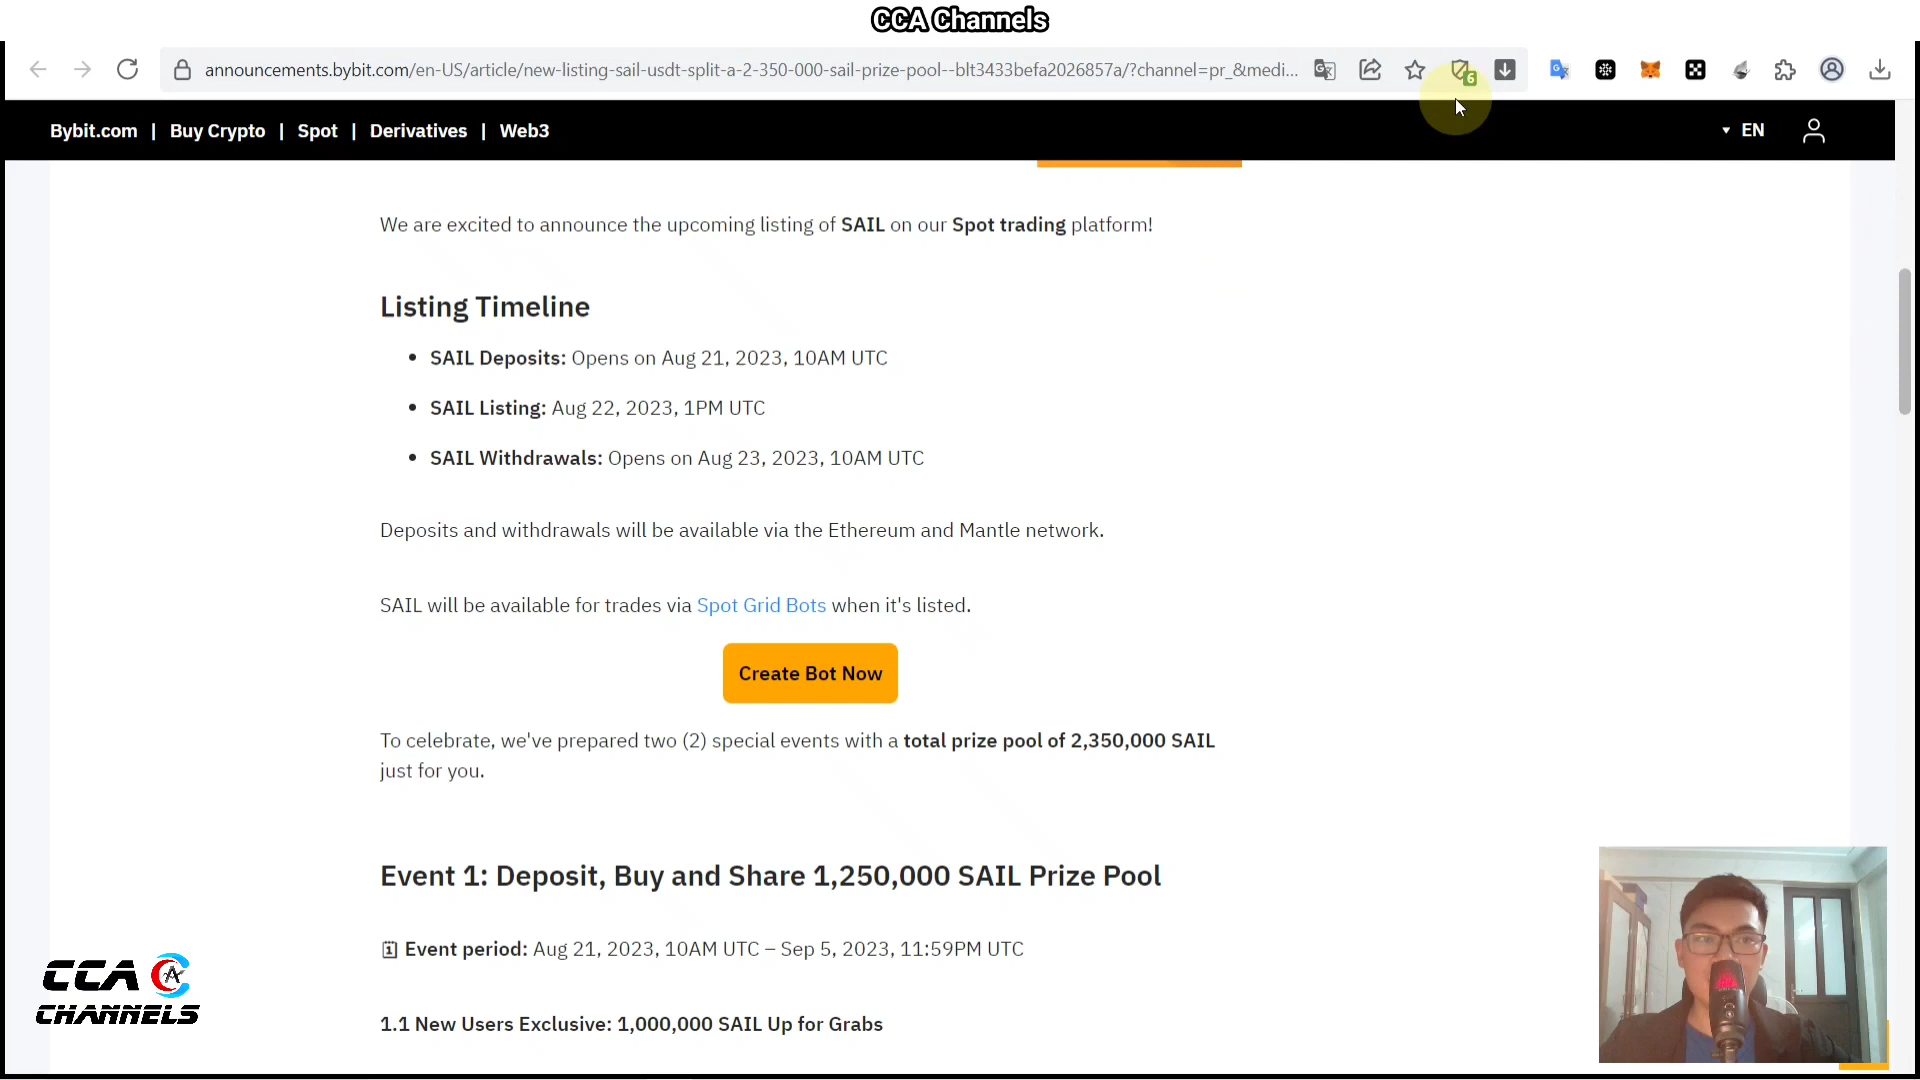 CCA Channels
announcements.bybit.com/en-US/article/new-listing-sail-usdt-split-a-2-350-000-sail-prize-pool--blt3433befa2026857a/?channel=pr_&medi...
6
Bybit.com | Buy Crypto | Spot | Derivatives | Web3
EN
We are excited to announce the upcoming listing of SAIL on our Spot trading platform!
Listing Timeline
• SAIL Deposits: Opens on Aug 21, 2023, 10AM UTC
• SAIL Listing: Aug 22, 2023, 1PM UTC
• SAIL Withdrawals: Opens on Aug 23, 2023, 10AM UTC
Deposits and withdrawals will be available via the Ethereum and Mantle network.
SAIL will be available for trades via Spot Grid Bots when it's listed.
Create Bot Now
To celebrate, we've prepared two (2) special events with a total prize pool of 2,350,000 SAIL
just for you.
Event 1: Deposit, Buy and Share 1,250,000 SAIL Prize Pool
Event period: Aug 21, 2023, 10AM UTC – Sep 5, 2023, 11:59PM UTC
1.1 New Users Exclusive: 1,000,000 SAIL Up for Grabs
CCA
CHANNELS